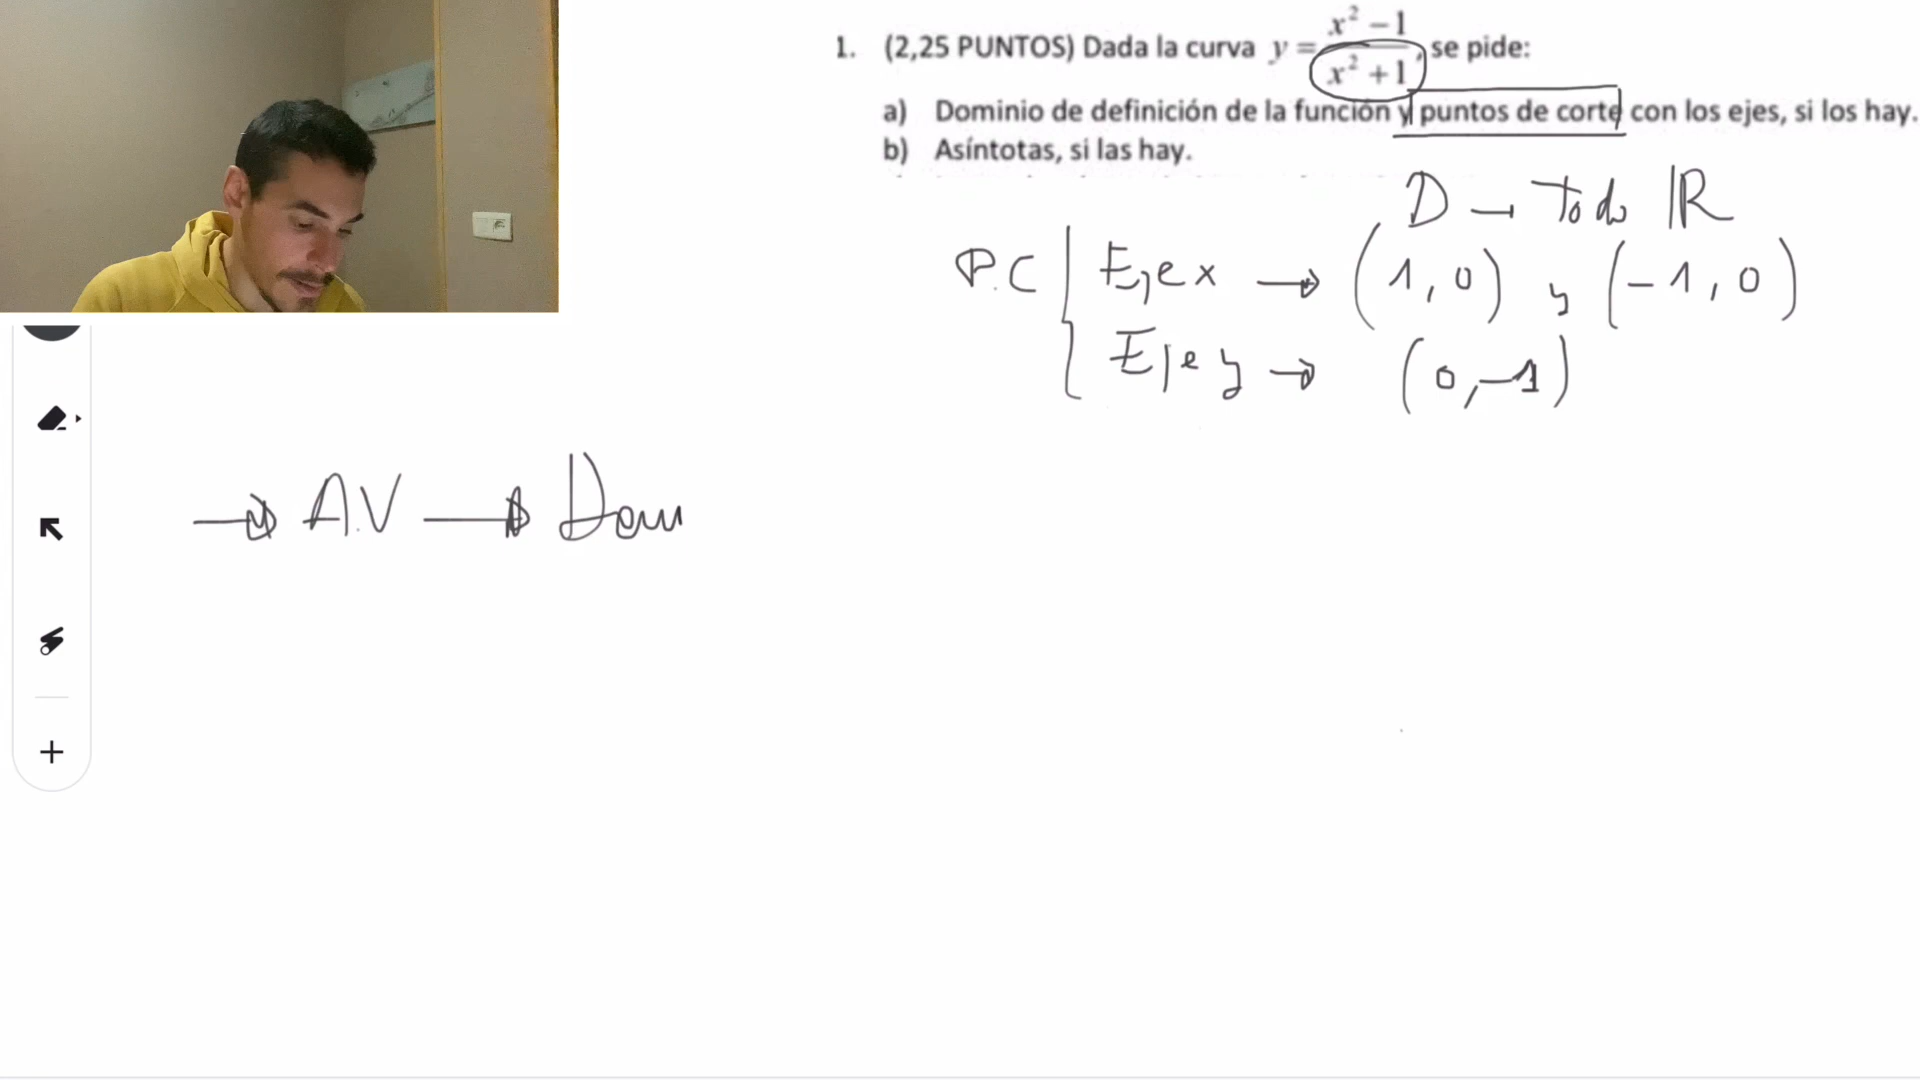 1. (2,25 PUNTOS) Dada la curva y = x² − 1 / x² + 1, se pide:
a) Dominio de definición de la función y puntos de corte con los ejes, si los hay.
b) Asíntotas, si las hay.
D → Todo ℝ
P.C { Eje x → (1, 0) y (−1, 0)
Eje y → (0, −1)
→ A.V → Dom